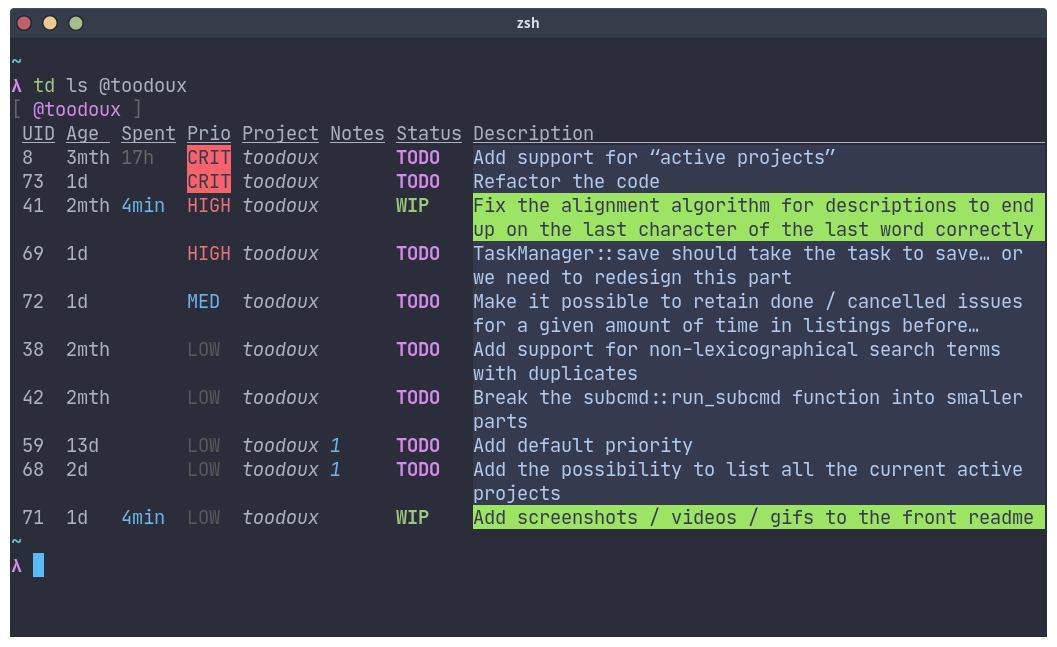 zsh
~
λ td ls @toodoux
[ @toodoux ]
UID Age Spent Prio Project Notes Status Description
8 3mth 17h CRIT toodoux TODO Add support for “active projects”
73 1d CRIT toodoux TODO Refactor the code
41 2mth 4min HIGH toodoux WIP Fix the alignment algorithm for descriptions to end
up on the last character of the last word correctly
69 1d HIGH toodoux TODO TaskManager::save should take the task to save… or
we need to redesign this part
72 1d MED toodoux TODO Make it possible to retain done / cancelled issues
for a given amount of time in listings before…
38 2mth LOW toodoux TODO Add support for non-lexicographical search terms
with duplicates
42 2mth LOW toodoux TODO Break the subcmd::run_subcmd function into smaller
parts
59 13d LOW toodoux 1 TODO Add default priority
68 2d LOW toodoux 1 TODO Add the possibility to list all the current active
projects
71 1d 4min LOW toodoux WIP Add screenshots / videos / gifs to the front readme
~
λ